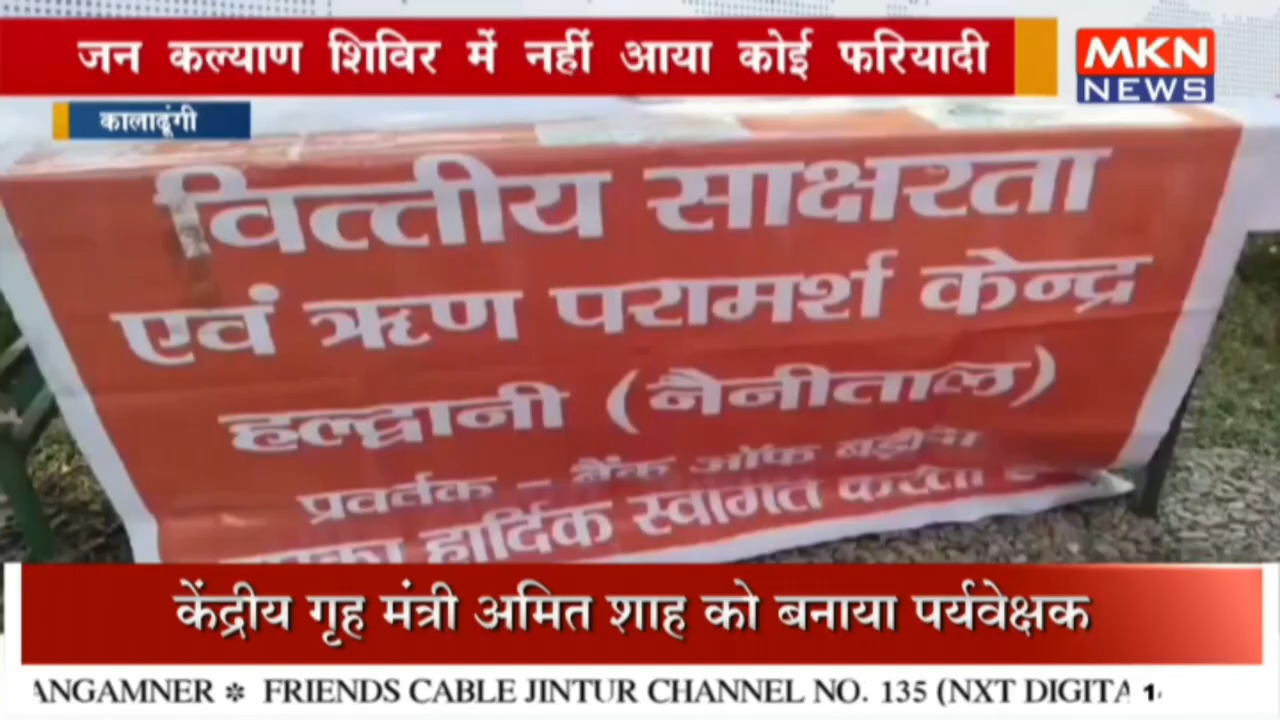 जन कल्याण शिविर में नहीं आया कोई फरियादी
MKN
NEWS
कालाढूंगी
वित्तीय साक्षरता
एवं ऋण परामर्श केन्द्र
हल्द्वानी (नैनीताल)
प्रवर्तक - बैंक ऑफ बड़ौदा
हार्दिक स्वागत करता
केंद्रीय गृह मंत्री अमित शाह को बनाया पर्यवेक्षक
ANGAMNER * FRIENDS CABLE JINTUR CHANNEL NO. 135 (NXT DIGITA